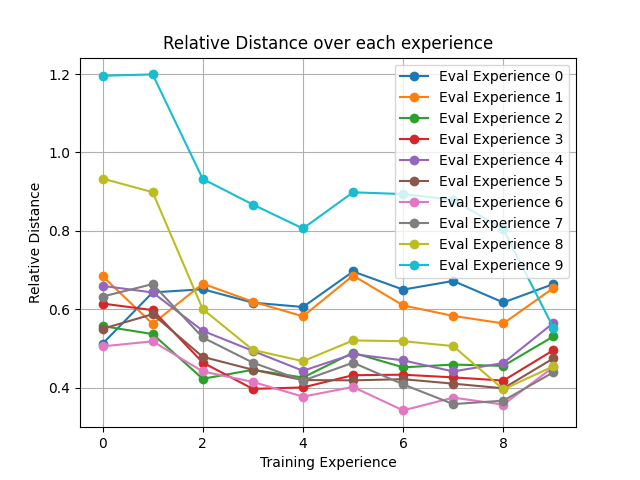 Relative Distance over each experience
Relative Distance
1.2
1.0
0.8
0.6
0.4
Eval Experience 0
Eval Experience 1
Eval Experience 2
Eval Experience 3
Eval Experience 4
Eval Experience 5
Eval Experience 6
Eval Experience 7
Eval Experience 8
Eval Experience 9
0 2 4 6 8
Training Experience